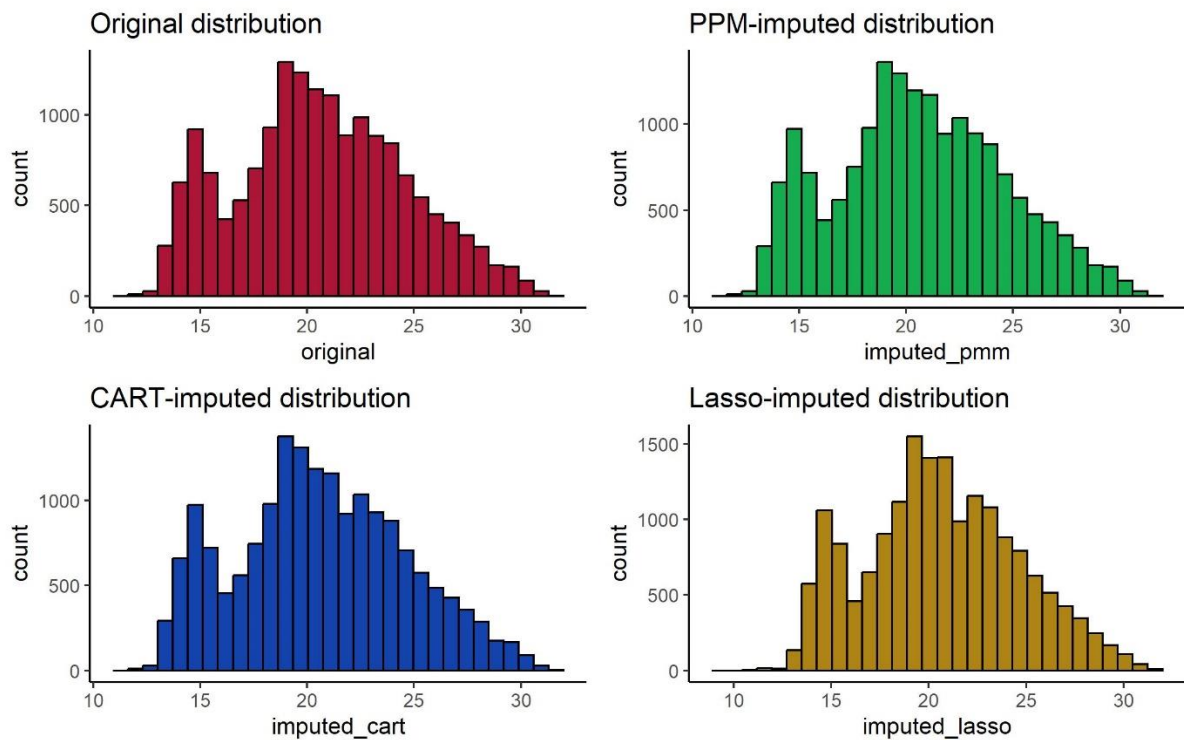 Original distribution
count
1000
500
0
10 15 20 25 30
original
PPM-imputed distribution
count
1000
500
0
10 15 20 25 30
imputed_pmm
CART-imputed distribution
count
1000
500
0
10 15 20 25 30
imputed_cart
Lasso-imputed distribution
count
1500
1000
500
0
10 15 20 25 30
imputed_lasso